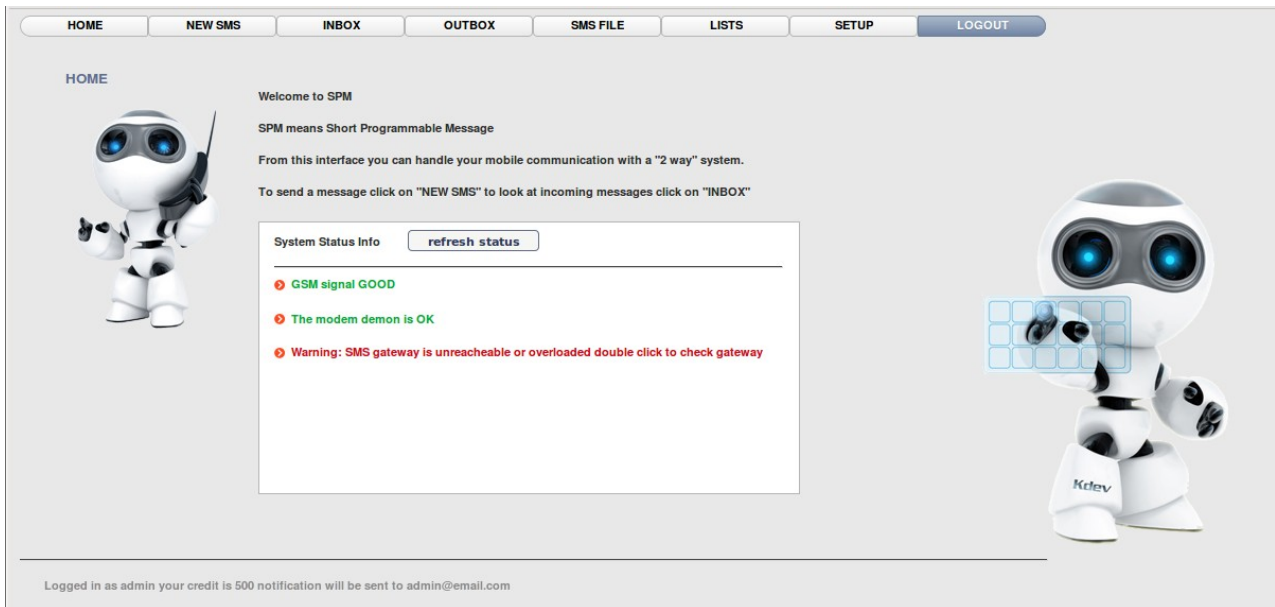 HOME NEW SMS INBOX OUTBOX SMS FILE LISTS SETUP LOGOUT
HOME
Welcome to SPM
SPM means Short Programmable Message
From this interface you can handle your mobile communication with a "2 way" system.
To send a message click on "NEW SMS" to look at incoming messages click on "INBOX"
System Status Info refresh status
GSM signal GOOD
The modem demon is OK
Warning: SMS gateway is unreacheable or overloaded double click to check gateway
Kdev
Logged in as admin your credit is 500 notification will be sent to admin@email.com